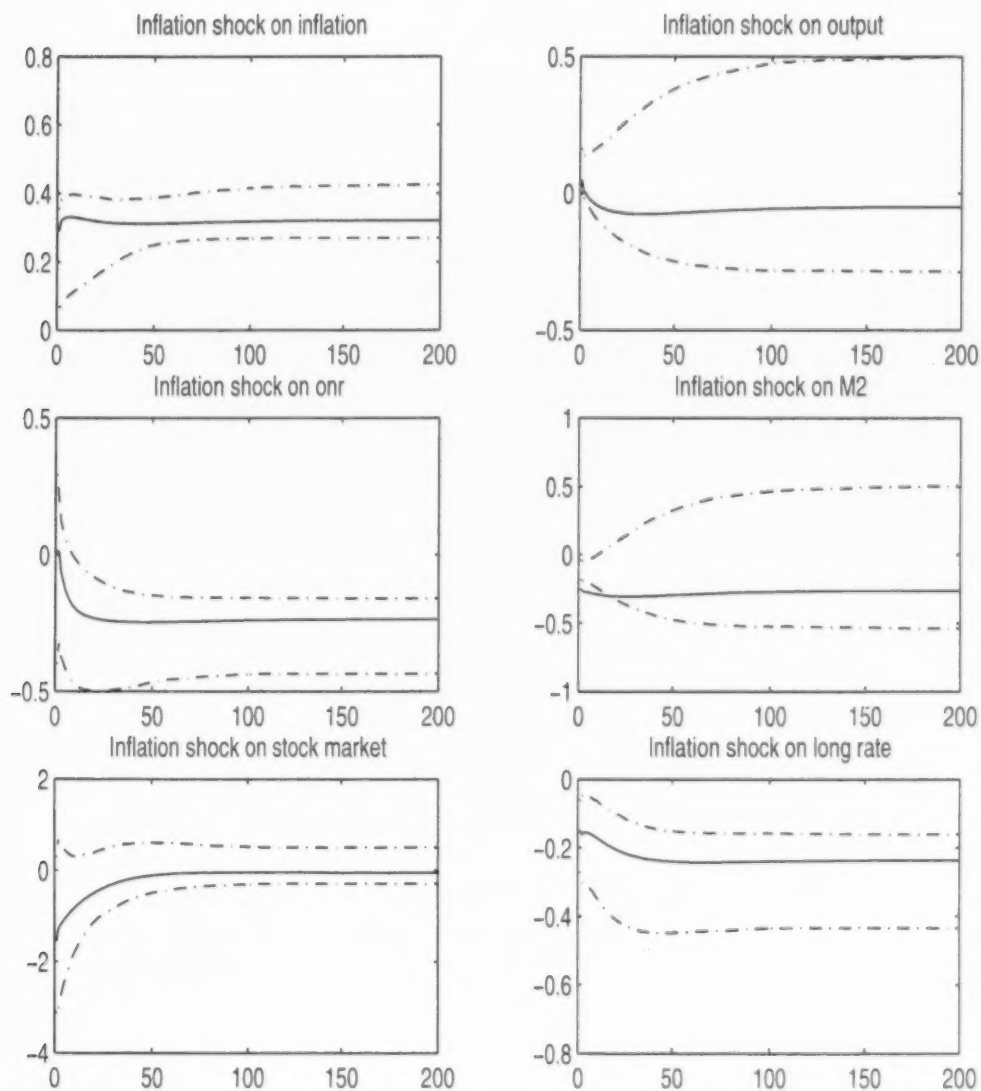 Inflation shock on inflation
0.8
0.6
0.4
0.2
0
0 50 100 150 200
Inflation shock on output
0.5
0
-0.5
0 50 100 150 200
Inflation shock on onr
0.5
0
-0.5
0 50 100 150 200
Inflation shock on M2
1
0.5
0
-0.5
-1
0 50 100 150 200
Inflation shock on stock market
2
0
-2
-4
0 50 100 150 200
Inflation shock on long rate
0
-0.2
-0.4
-0.6
-0.8
0 50 100 150 200